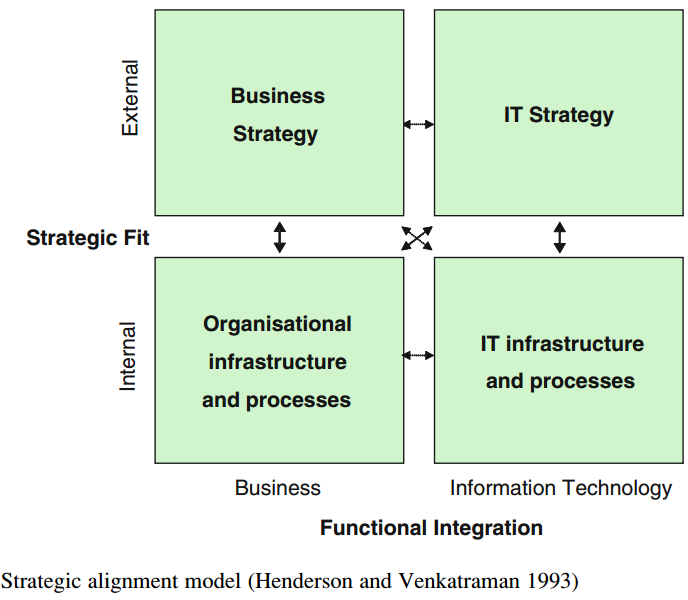 External
Business
Strategy
IT Strategy
Strategic Fit
Internal
Organisational
infrastructure
and processes
IT infrastructure
and processes
Business
Information Technology
Functional Integration
Strategic alignment model (Henderson and Venkatraman 1993)